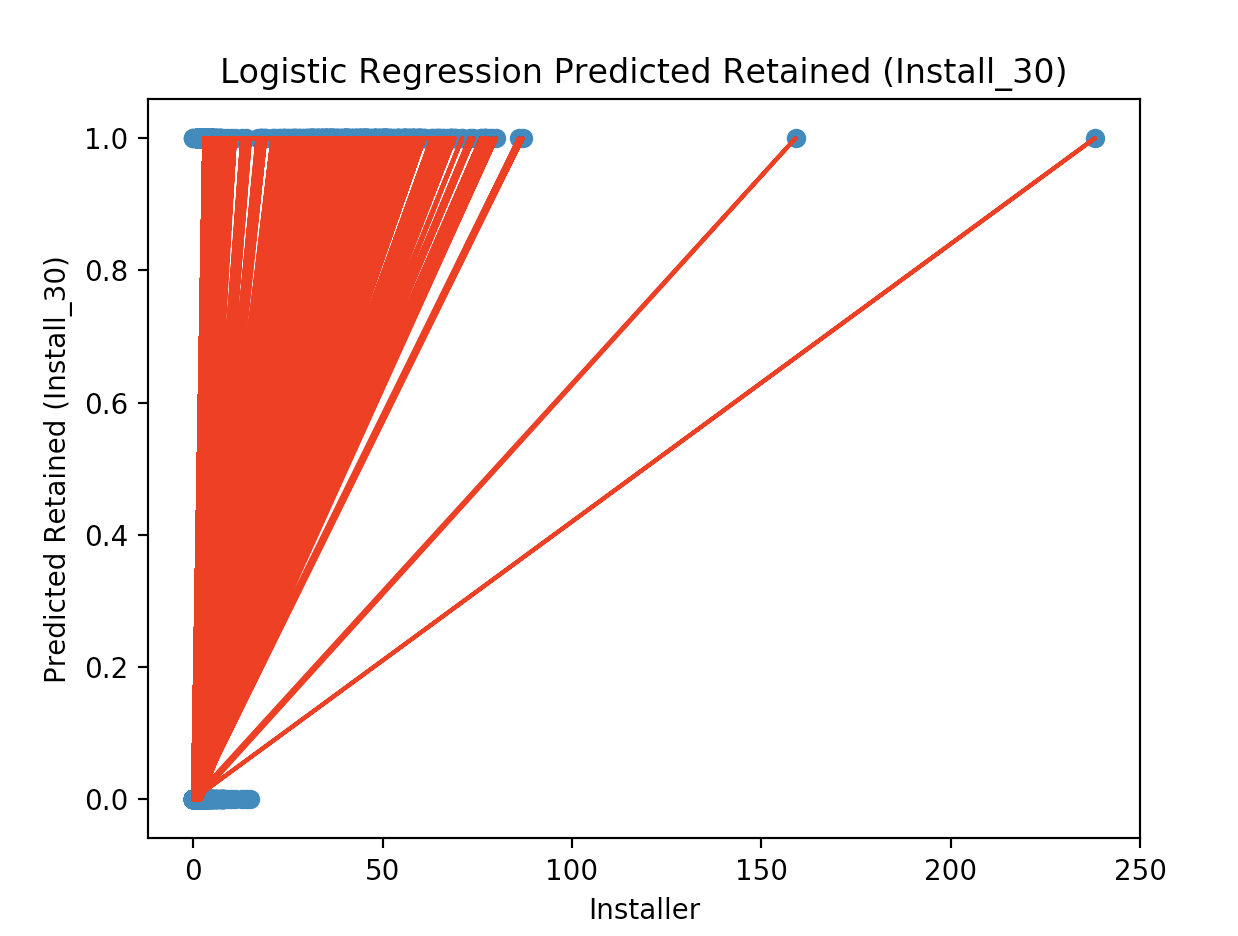 Logistic Regression Predicted Retained (Install_30)
1.0
0.8
0.6
0.4
0.2
0.0
Predicted Retained (Install_30)
0 50 100 150 200 250
Installer